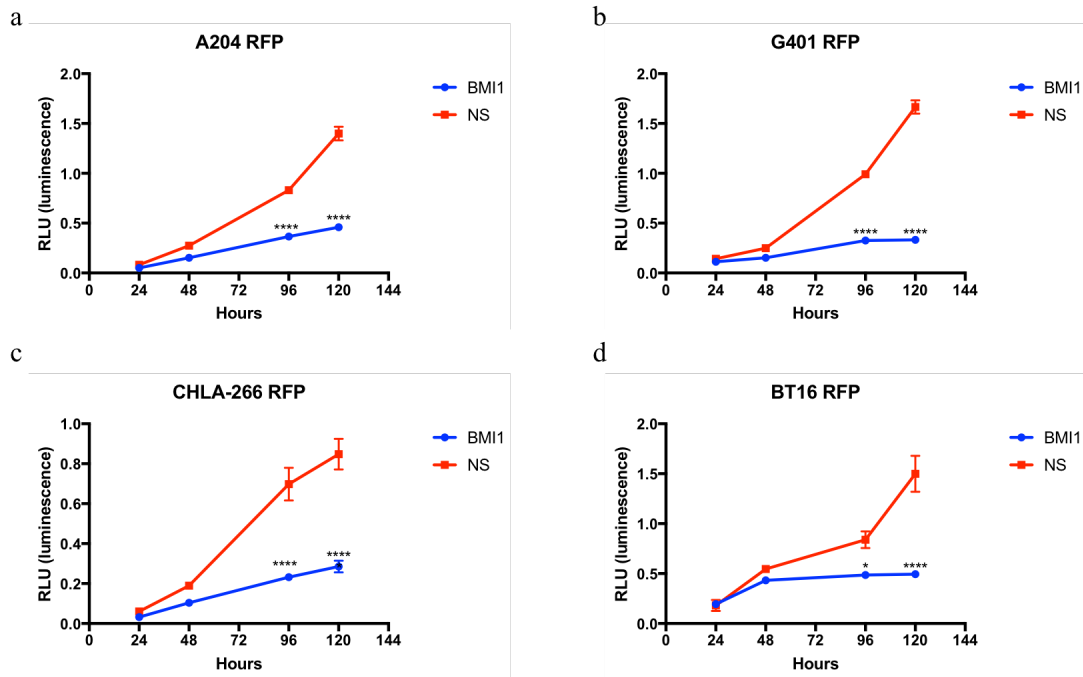 a
A204 RFP
RLU (luminescence)
2.0
1.5
1.0
0.5
0.0
**** ****
0 24 48 72 96 120 144
Hours
BMI1
NS
b
G401 RFP
RLU (luminescence)
2.0
1.5
1.0
0.5
0.0
**** ****
0 24 48 72 96 120 144
Hours
BMI1
NS
c
CHLA-266 RFP
RLU (luminescence)
1.0
0.8
0.6
0.4
0.2
0.0
**** ****
0 24 48 72 96 120 144
Hours
BMI1
NS
d
BT16 RFP
RLU (luminescence)
2.0
1.5
1.0
0.5
0.0
* ****
0 24 48 72 96 120 144
Hours
BMI1
NS